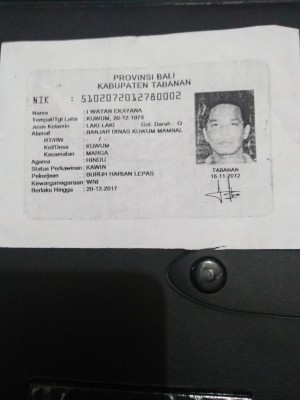 PROVINSI BALI
KABUPATEN TABANAN
NIK : 5102072012780002
Nama : I WAYAN EKAYANA
Tempat/Tgl Lahir : KUWUM, 20-12-1978
Jenis Kelamin : LAKI-LAKI Gol. Darah : O
Alamat : BANJAR DINAS KUWUM MAMBAL
RT/RW : /
Kel/Desa : KUWUM
Kecamatan : MARGA
Agama : HINDU
Status Perkawinan : KAWIN
Pekerjaan : BURUH HARIAN LEPAS
Kewarganegaraan : WNI
Berlaku Hingga : 20-12-2017
TABANAN
16-11-2012